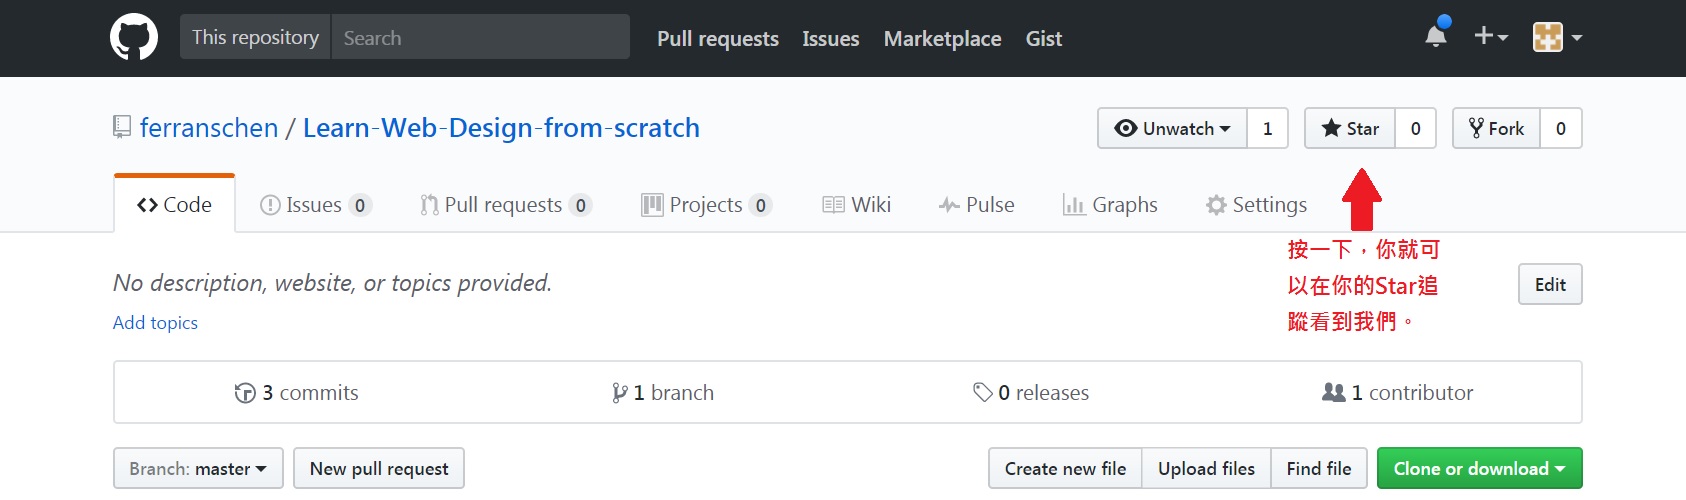 This repository Search Pull requests Issues Marketplace Gist
ferranschen / Learn-Web-Design-from-scratch
Unwatch 1 Star 0 Fork 0
Code Issues 0 Pull requests 0 Projects 0 Wiki Pulse Graphs Settings
按一下，你就可
以在你的Star追
蹤看到我們。
No description, website, or topics provided.
Edit
Add topics
3 commits 1 branch 0 releases 1 contributor
Branch: master New pull request Create new file Upload files Find file Clone or download